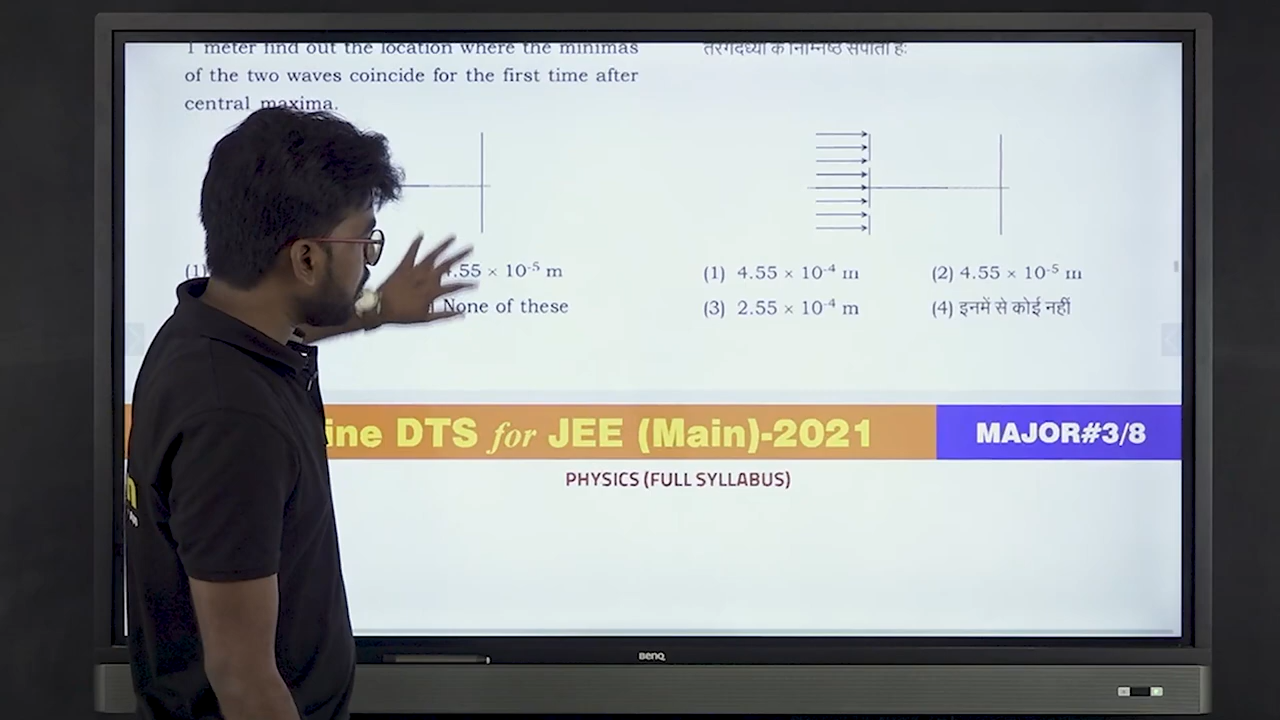 1 meter find out the location where the minimas
of the two waves coincide for the first time after
central maxima.
(1)
4.55 × 10-5 m
None of these
(1) 4.55 × 10-4 m
(2) 4.55 × 10-5 m
(3) 2.55 × 10-4 m
(4) इनमें से कोई नहीं
ine DTS for JEE (Main)-2021
MAJOR#3/8
PHYSICS (FULL SYLLABUS)
BenQ